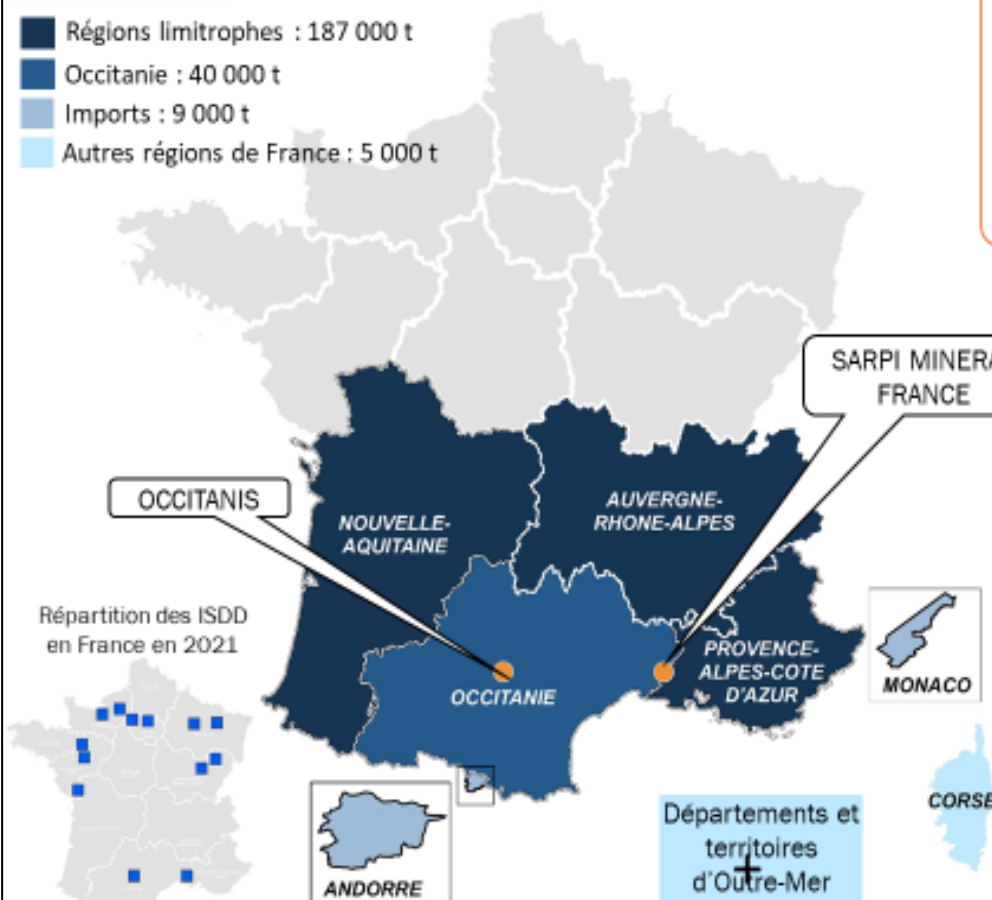 Régions limitrophes : 187 000 t
Occitanie : 40 000 t
Imports : 9 000 t
Autres régions de France : 5 000 t
SARPI MINERA
FRANCE
OCCITANIS
NOUVELLE-
AQUITAINE
AUVERGNE-
RHONE-ALPES
Répartition des ISDD
en France en 2021
PROVENCE-
ALPES-COTE
D'AZUR
OCCITANIE
MONACO
CORSE
Départements et
territoires
d'Outre-Mer
ANDORRE